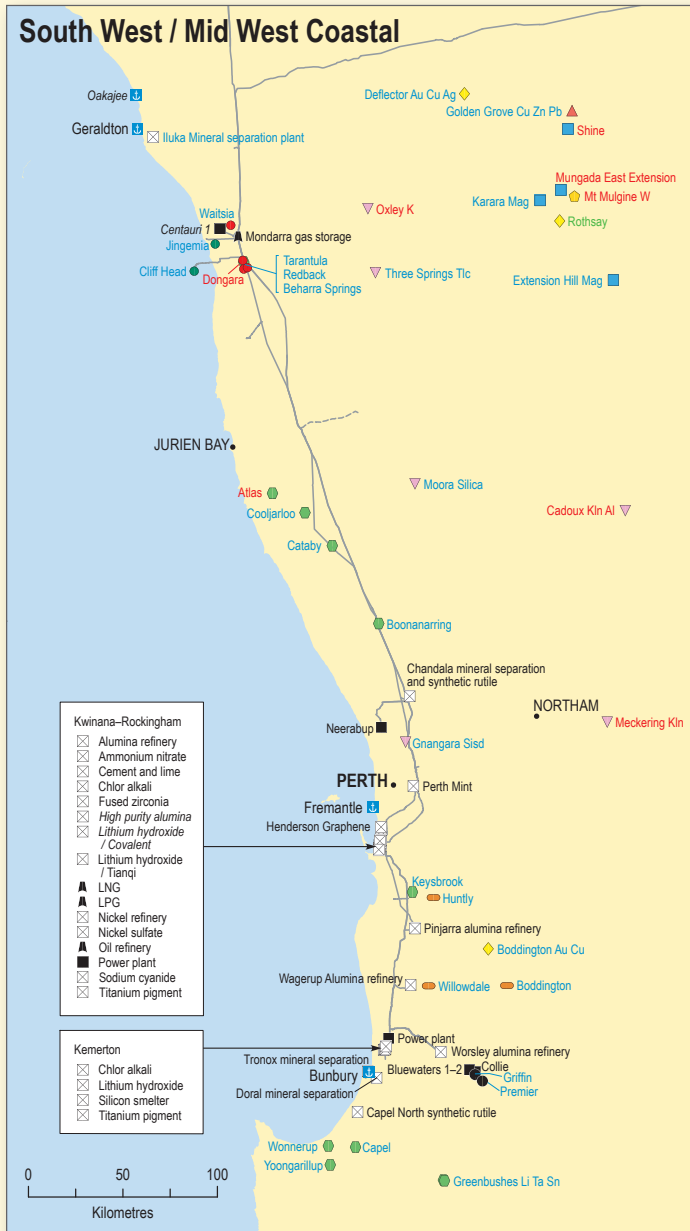 South West / Mid West Coastal
Oakajee
Deflector Au Cu Ag
Golden Grove Cu Zn Pb
Geraldton
Iluka Mineral separation plant
Shine
Mungada East Extension
Karara Mag
Mt Mulgine W
Waitsia
Oxley K
Rothsay
Centauri 1
Mondarra gas storage
Jingemia
Tarantula
Cliff Head
Dongara
Redback
Three Springs Tlc
Extension Hill Mag
Beharra Springs
JURIEN BAY
Moora Silica
Atlas
Cadoux Kln Al
Cooljarloo
Cataby
Boonanarring
Chandala mineral separation
and synthetic rutile
NORTHAM
Neerabup
Meckering Kln
Gnangara Sisd
PERTH
Perth Mint
Fremantle
Henderson Graphene
Kwinana–Rockingham
Alumina refinery
Ammonium nitrate
Cement and lime
Chlor alkali
Fused zirconia
High purity alumina
Lithium hydroxide
/ Covalent
Lithium hydroxide
/ Tianqi
LNG
LPG
Nickel refinery
Nickel sulfate
Oil refinery
Power plant
Sodium cyanide
Titanium pigment
Keysbrook
Huntly
Pinjarra alumina refinery
Boddington Au Cu
Wagerup Alumina refinery
Willowdale
Boddington
Power plant
Kemerton
Chlor alkali
Lithium hydroxide
Silicon smelter
Titanium pigment
Tronox mineral separation
Worsley alumina refinery
Bunbury
Bluewaters 1–2
Collie
Griffin
Doral mineral separation
Premier
Capel North synthetic rutile
Wonnerup
Capel
Yoongarillup
Greenbushes Li Ta Sn
0 50 100
Kilometres